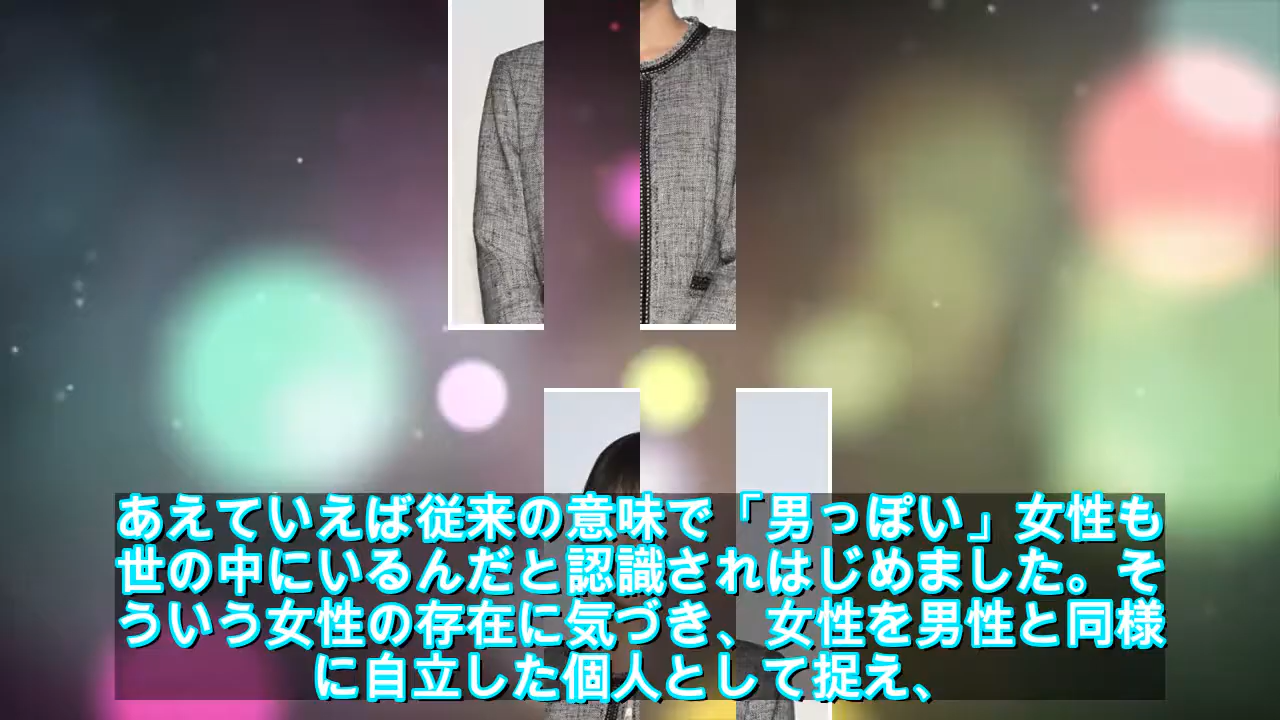 あえていえば従来の意味で「男っぽい」女性も
世の中にいるんだと認識されはじめました。そ
ういう女性の存在に気づき、女性を男性と同様
に自立した個人として捉え、